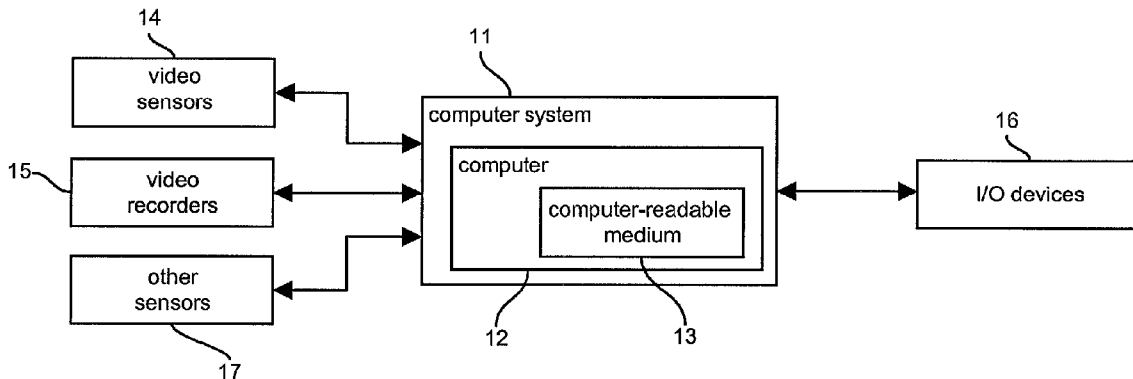 14
video
sensors
15
video
recorders
other
sensors
17
11
computer system
computer
computer-readable
medium
12
13
16
I/O devices